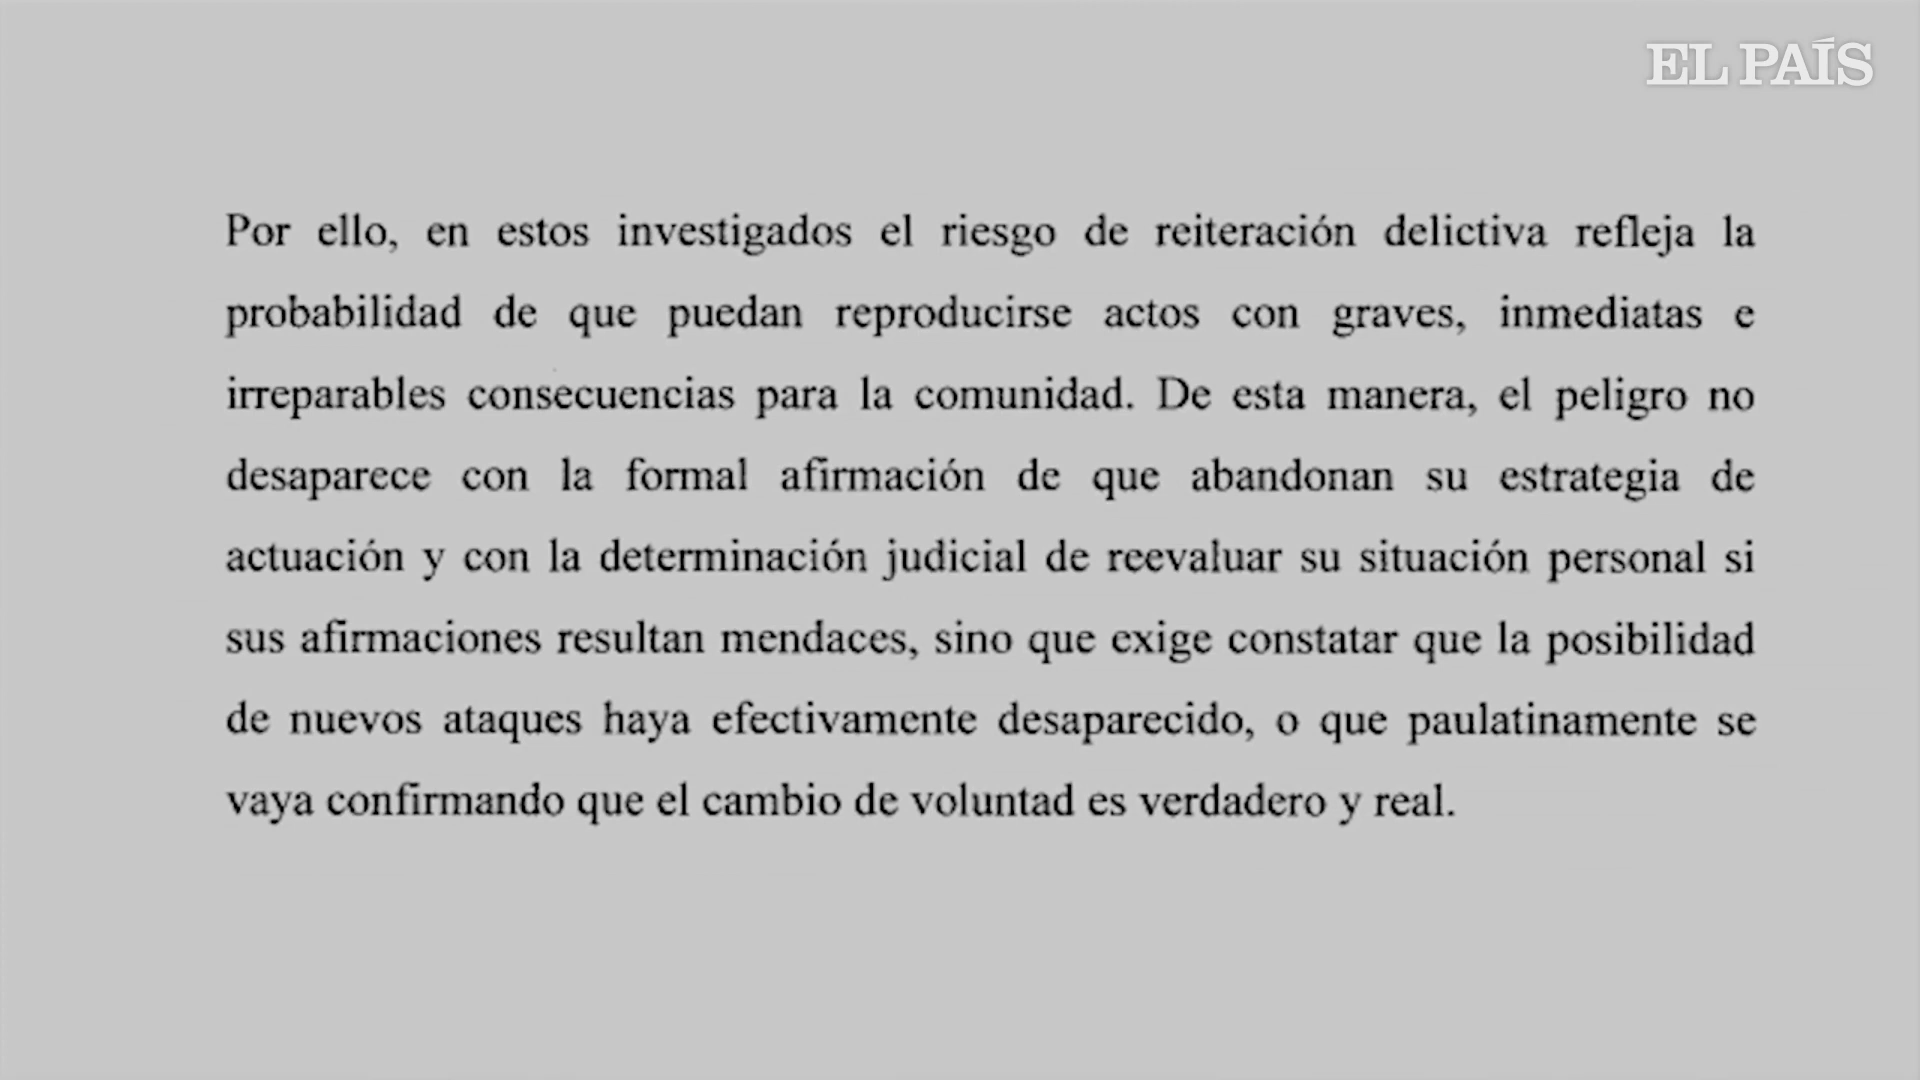 EL PAÍS
Por ello, en estos investigados el riesgo de reiteración delictiva refleja la
probabilidad de que puedan reproducirse actos con graves, inmediatas e
irreparables consecuencias para la comunidad. De esta manera, el peligro no
desaparece con la formal afirmación de que abandonan su estrategia de
actuación y con la determinación judicial de reevaluar su situación personal si
sus afirmaciones resultan mendaces, sino que exige constatar que la posibilidad
de nuevos ataques haya efectivamente desaparecido, o que paulatinamente se
vaya confirmando que el cambio de voluntad es verdadero y real.